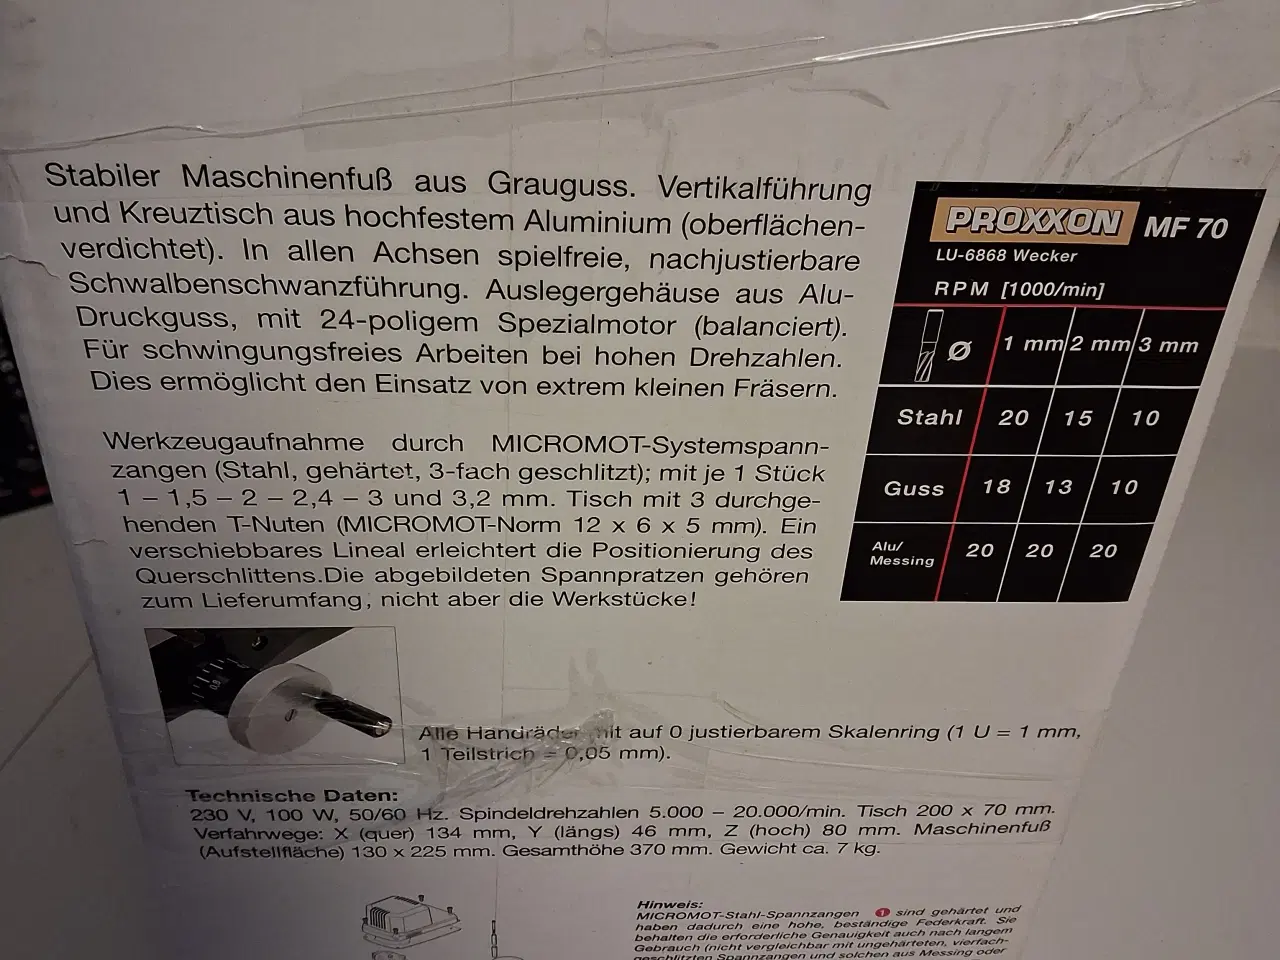 Stabiler Maschinenfuß aus Grauguss. Vertikalführung
und Kreuztisch aus hochfestem Aluminium (oberflächen-
verdichtet). In allen Achsen spielfreie, nachjustierbare
Schwalbenschwanzführung. Auslegergehäuse aus Alu-
Druckguss, mit 24-poligem Spezialmotor (balanciert).
Für schwingungsfreies Arbeiten bei hohen Drehzahlen.
Dies ermöglicht den Einsatz von extrem kleinen Fräsern.
Werkzeugaufnahme durch MICROMOT-Systemspann-
zangen (Stahl, gehärtet, 3-fach geschlitzt); mit je 1 Stück
1 – 1,5 – 2 – 2,4 – 3 und 3,2 mm. Tisch mit 3 durchge-
henden T-Nuten (MICROMOT-Norm 12 x 6 x 5 mm). Ein
verschiebbares Lineal erleichtert die Positionierung des
Querschlittens.Die abgebildeten Spannpratzen gehören
zum Lieferumfang, nicht aber die Werkstücke!
PROXXON MF 70
LU-6868 Wecker
RPM [1000/min]
Ø 1 mm 2 mm 3 mm
Stahl 20 15 10
Guss 18 13 10
Alu/
Messing 20 20 20
Alle Handräder mit auf 0 justierbarem Skalenring (1 U = 1 mm,
1 Teilstrich = 0,05 mm).
Technische Daten:
230 V, 100 W, 50/60 Hz. Spindeldrehzahlen 5.000 – 20.000/min. Tisch 200 x 70 mm.
Verfahrwege: X (quer) 134 mm, Y (längs) 46 mm, Z (hoch) 80 mm. Maschinenfuß
(Aufstellfläche) 130 x 225 mm. Gesamthöhe 370 mm. Gewicht ca. 7 kg.
Hinweis:
MICROMOT-Stahl-Spannzangen 1 sind gehärtet und
haben dadurch eine hohe, beständige Federkraft. Sie
behalten die erforderliche Genauigkeit auch nach langem
Gebrauch (nicht vergleichbar mit ungehärteten, vierfach-
geschlitzten Spannzangen und solchen aus Messing oder